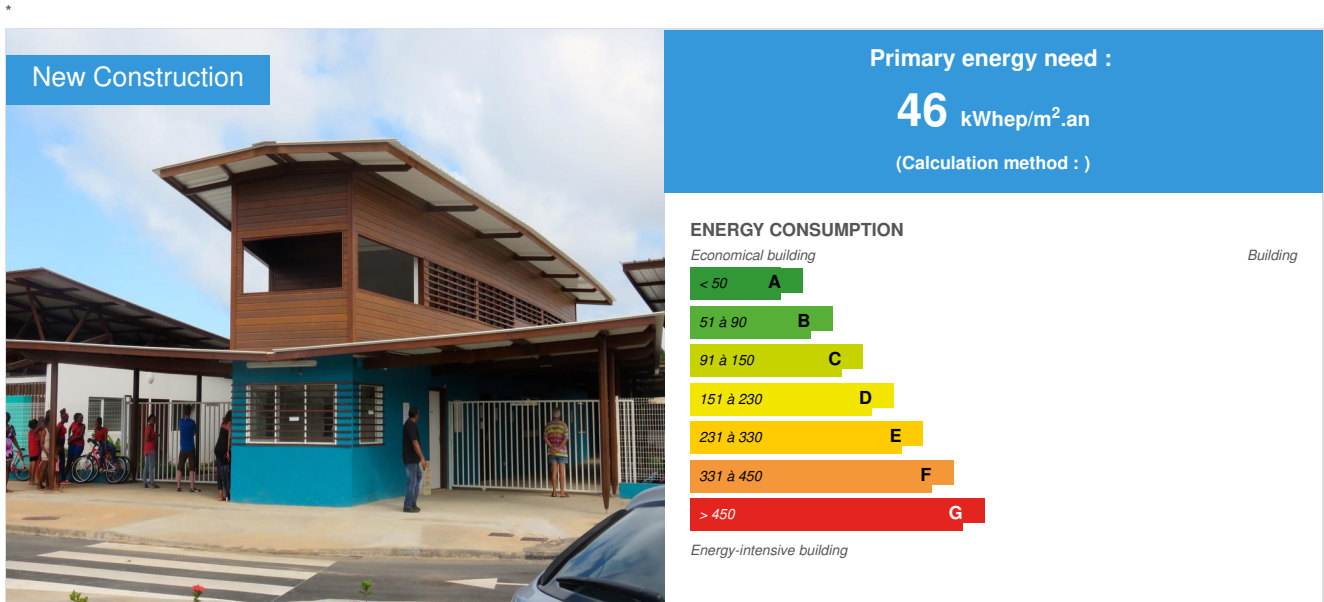 *
New Construction
Primary energy need :
46 kWhep/m².an
(Calculation method : )
ENERGY CONSUMPTION
Economical building
Building
< 50 A
51 à 90 B
91 à 150 C
151 à 230 D
231 à 330 E
331 à 450 F
> 450 G
Energy-intensive building